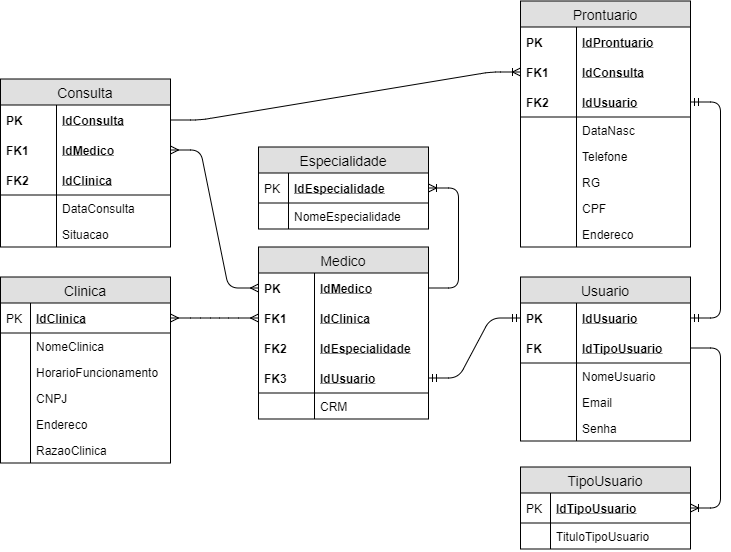 Prontuario
PK IdProntuario
FK1 IdConsulta
FK2 IdUsuario
DataNasc
Telefone
RG
CPF
Endereco
Consulta
PK IdConsulta
FK1 IdMedico
FK2 IdClinica
DataConsulta
Situacao
Especialidade
PK IdEspecialidade
NomeEspecialidade
Medico
PK IdMedico
FK1 IdClinica
FK2 IdEspecialidade
FK3 IdUsuario
CRM
Clinica
PK IdClinica
NomeClinica
HorarioFuncionamento
CNPJ
Endereco
RazaoClinica
Usuario
PK IdUsuario
FK IdTipoUsuario
NomeUsuario
Email
Senha
TipoUsuario
PK IdTipoUsuario
TituloTipoUsuario